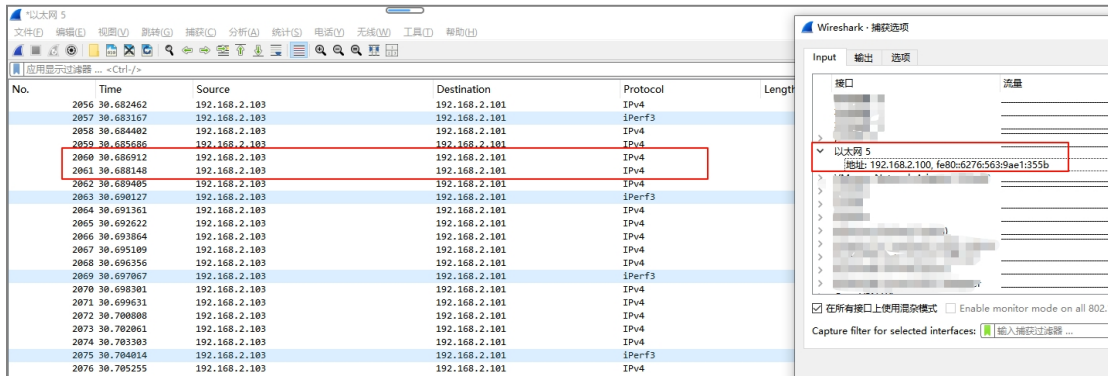 *以太网 5
文件(F) 编辑(E) 视图(V) 跳转(G) 捕获(C) 分析(A) 统计(S) 电话(Y) 无线(W) 工具(T) 帮助(H)
应用显示过滤器 … <Ctrl-/>
No. Time Source Destination Protocol Length
2056 30.682462 192.168.2.103 192.168.2.101 IPv4
2057 30.683167 192.168.2.103 192.168.2.101 iPerf3
2058 30.684402 192.168.2.103 192.168.2.101 IPv4
2059 30.685686 192.168.2.103 192.168.2.101 IPv4
2060 30.686912 192.168.2.103 192.168.2.101 IPv4
2061 30.688148 192.168.2.103 192.168.2.101 IPv4
2062 30.689405 192.168.2.103 192.168.2.101 IPv4
2063 30.690127 192.168.2.103 192.168.2.101 iPerf3
2064 30.691361 192.168.2.103 192.168.2.101 IPv4
2065 30.692622 192.168.2.103 192.168.2.101 IPv4
2066 30.693864 192.168.2.103 192.168.2.101 IPv4
2067 30.695109 192.168.2.103 192.168.2.101 IPv4
2068 30.696356 192.168.2.103 192.168.2.101 IPv4
2069 30.697067 192.168.2.103 192.168.2.101 iPerf3
2070 30.698301 192.168.2.103 192.168.2.101 IPv4
2071 30.699631 192.168.2.103 192.168.2.101 IPv4
2072 30.700808 192.168.2.103 192.168.2.101 IPv4
2073 30.702061 192.168.2.103 192.168.2.101 IPv4
2074 30.703303 192.168.2.103 192.168.2.101 IPv4
2075 30.704014 192.168.2.103 192.168.2.101 iPerf3
2076 30.705255 192.168.2.103 192.168.2.101 IPv4
Wireshark · 捕获选项
Input 输出 选项
接口 流量
以太网 5
地址: 192.168.2.100, fe80::6276:563:9ae1:355b
在所有接口上使用混杂模式 Enable monitor mode on all 802.
Capture filter for selected interfaces: 输入捕获过滤器 …